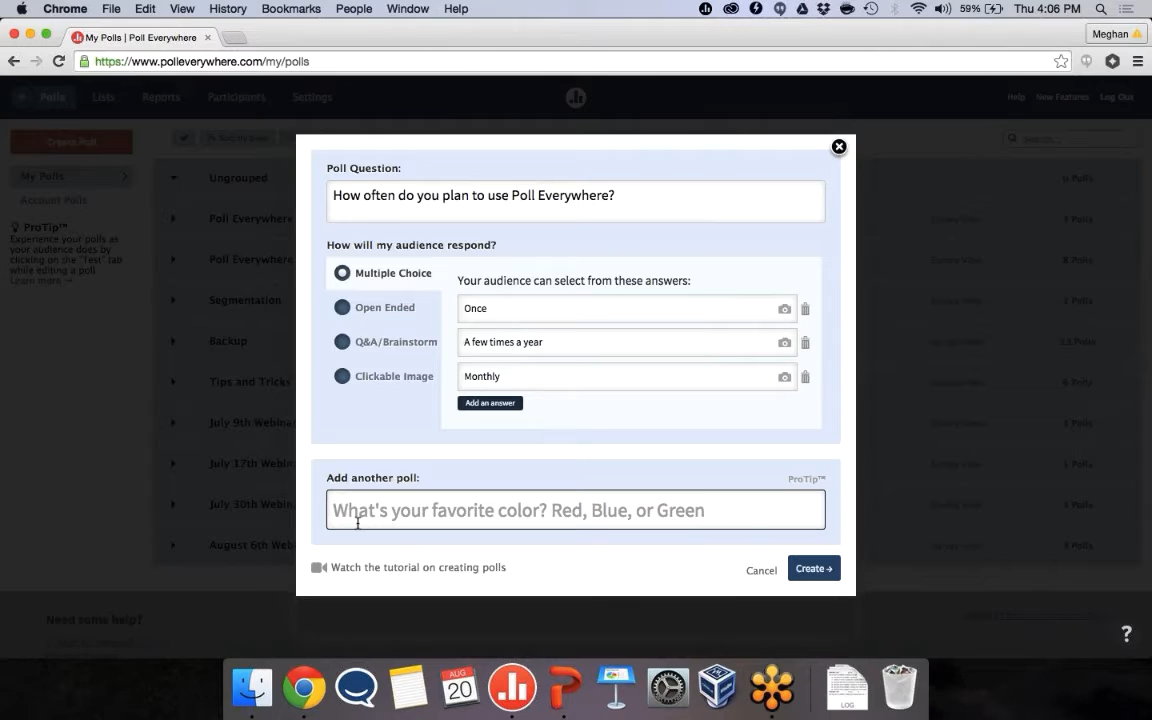 Chrome File Edit View History Bookmarks People Window Help 59% Thu 4:06 PM
My Polls | Poll Everywhere Meghan
https://www.polleverywhere.com/my/polls
Polls Lists Reports Participants Settings Help New Features Log Out
Create Poll
My Polls Ungrouped
Account Polls
ProTip™ Poll Everywhere
Experience your polls as
your audience does by
clicking on the "Test" tab
while editing a poll
Learn more → Poll Everywhere
Segmentation
Backup
Tips and Tricks
July 9th Webin
July 17th Webin
July 30th Webin
August 6th Web
Need some help?
Poll Question:
How often do you plan to use Poll Everywhere?
How will my audience respond?
Multiple Choice
Open Ended
Q&A/Brainstorm
Clickable Image
Your audience can select from these answers:
Once
A few times a year
Monthly
Add an answer
Add another poll: ProTip™
What's your favorite color? Red, Blue, or Green
Watch the tutorial on creating polls Cancel Create →
?
AUG
20
LOG